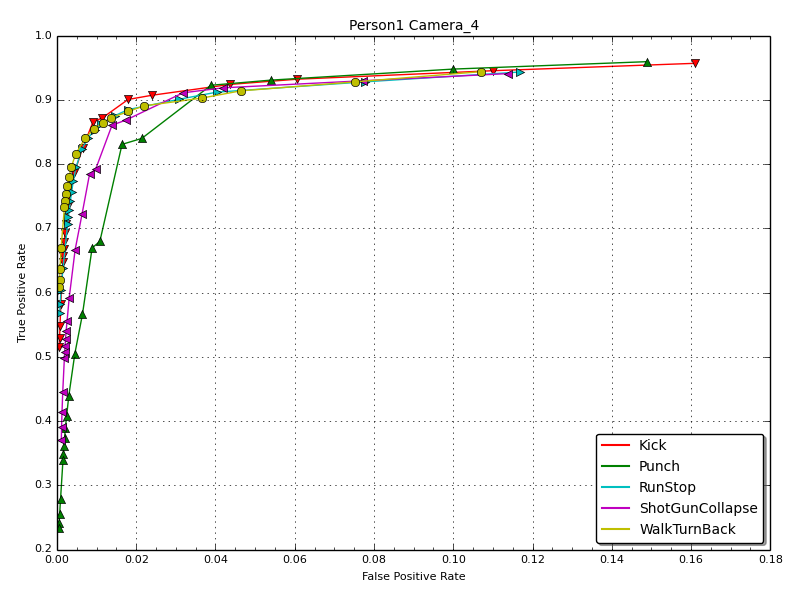 Person1 Camera_4
1.0
0.9
0.8
0.7
0.6
0.5
0.4
0.3
0.2
True Positive Rate
0.00 0.02 0.04 0.06 0.08 0.10 0.12 0.14 0.16 0.18
False Positive Rate
Kick
Punch
RunStop
ShotGunCollapse
WalkTurnBack